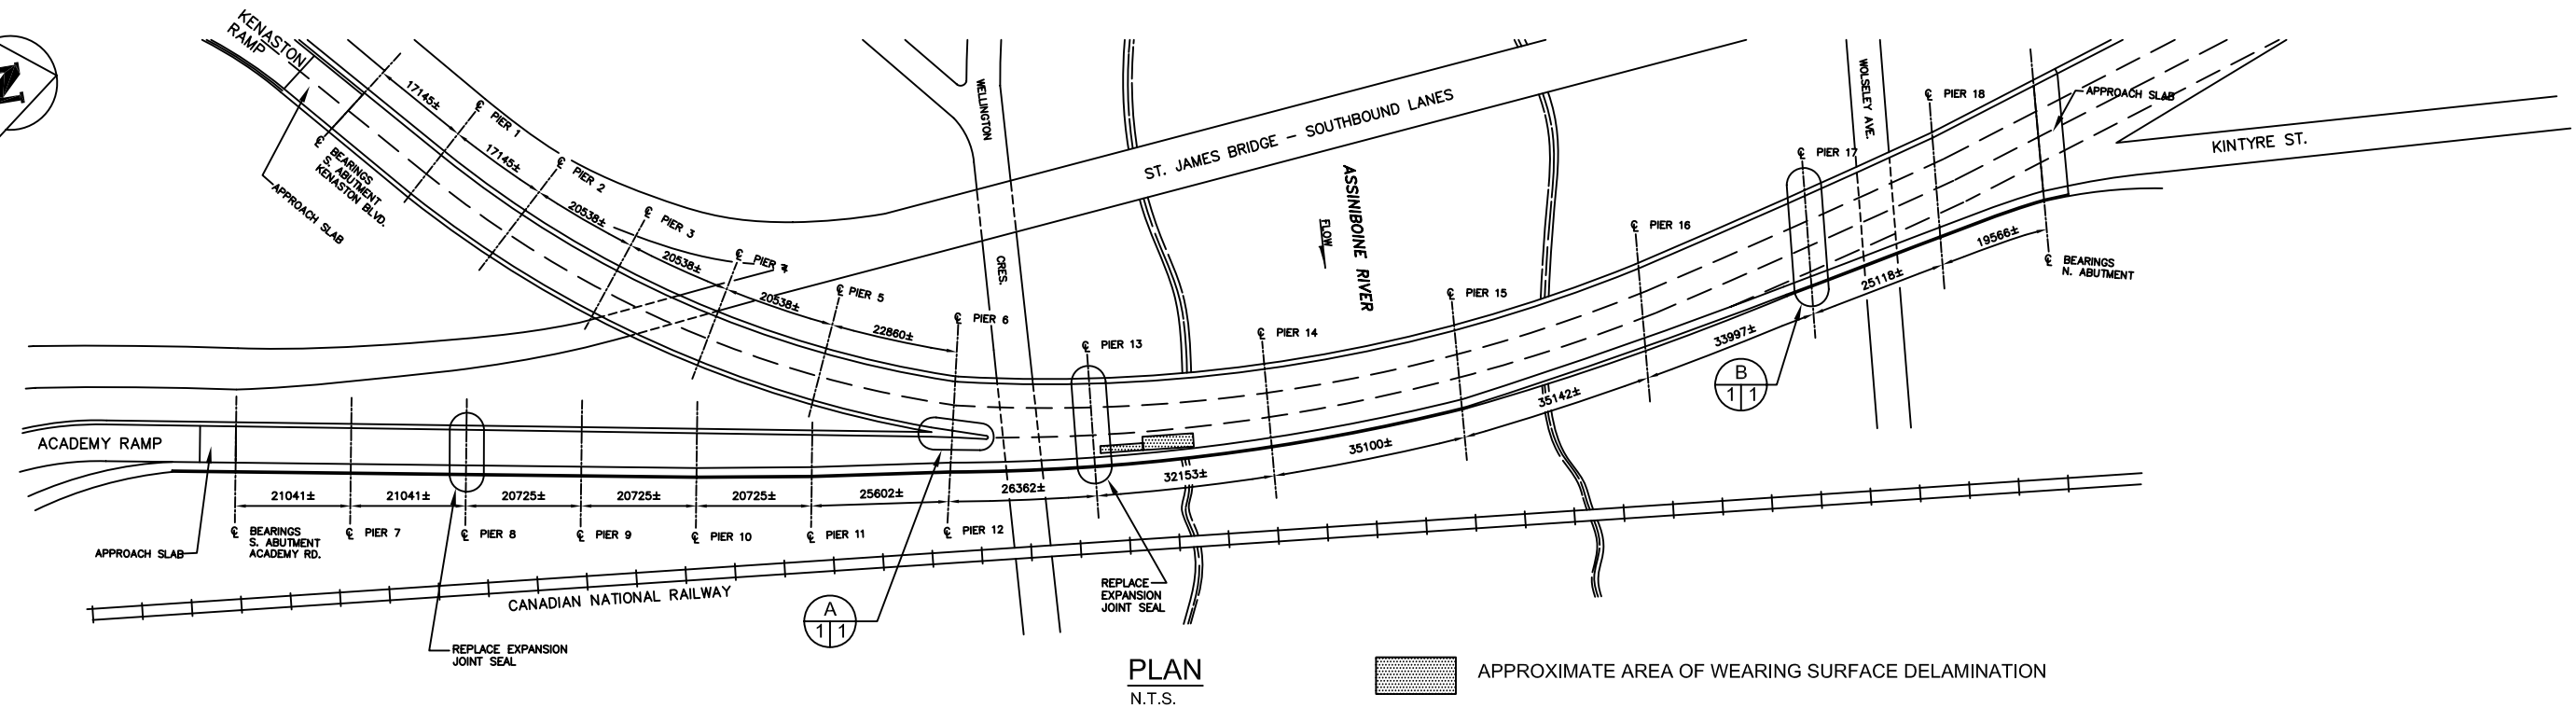 KENASTON
RAMP
N
17145±
17145±
20538±
20538±
20538±
22860±
℄ PIER 1
℄ PIER 2
℄ PIER 3
℄ PIER 4
℄ PIER 5
℄ PIER 6
℄ BEARINGS
S. ABUTMENT
KENASTON BLVD.
APPROACH SLAB
WELLINGTON
CRES.
ST. JAMES BRIDGE - SOUTHBOUND LANES
ASSINIBOINE RIVER
FLOW
℄ PIER 13
℄ PIER 14
℄ PIER 15
℄ PIER 16
℄ PIER 17
℄ PIER 18
WOLSELEY AVE.
APPROACH SLAB
KINTYRE ST.
℄ BEARINGS
N. ABUTMENT
19566±
25118±
33997±
35142±
35100±
32153±
26362±
B
1 1
ACADEMY RAMP
21041±
21041±
20725±
20725±
20725±
25602±
℄ BEARINGS
S. ABUTMENT
ACADEMY RD.
℄ PIER 7
℄ PIER 8
℄ PIER 9
℄ PIER 10
℄ PIER 11
℄ PIER 12
APPROACH SLAB
CANADIAN NATIONAL RAILWAY
REPLACE EXPANSION
JOINT SEAL
A
1 1
REPLACE
EXPANSION
JOINT SEAL
PLAN
N.T.S.
APPROXIMATE AREA OF WEARING SURFACE DELAMINATION